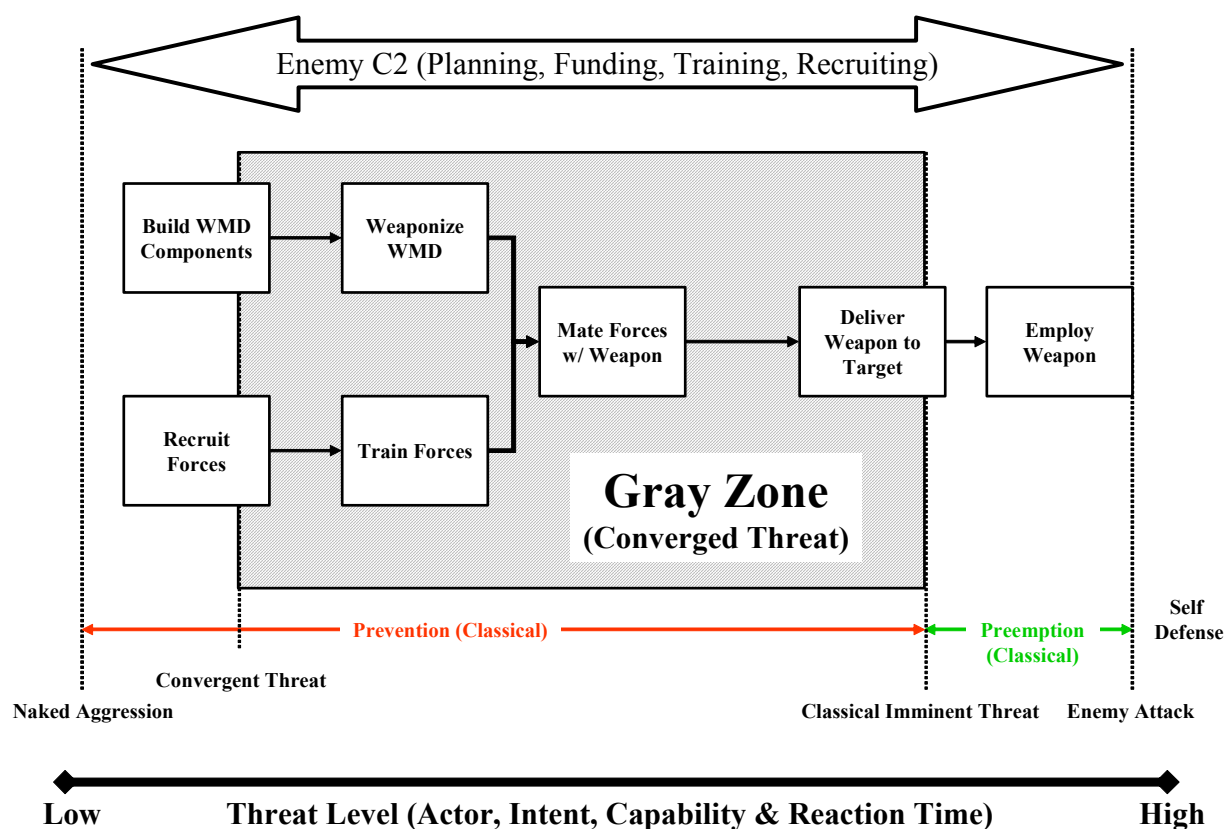 Enemy C2 (Planning, Funding, Training, Recruiting)
Build WMD
Components
Weaponize
WMD
Mate Forces
w/ Weapon
Deliver
Weapon to
Target
Employ
Weapon
Recruit
Forces
Train Forces
Gray Zone
(Converged Threat)
Prevention (Classical)
Preemption
(Classical)
Self
Defense
Convergent Threat
Naked Aggression
Classical Imminent Threat
Enemy Attack
Low
Threat Level (Actor, Intent, Capability & Reaction Time)
High